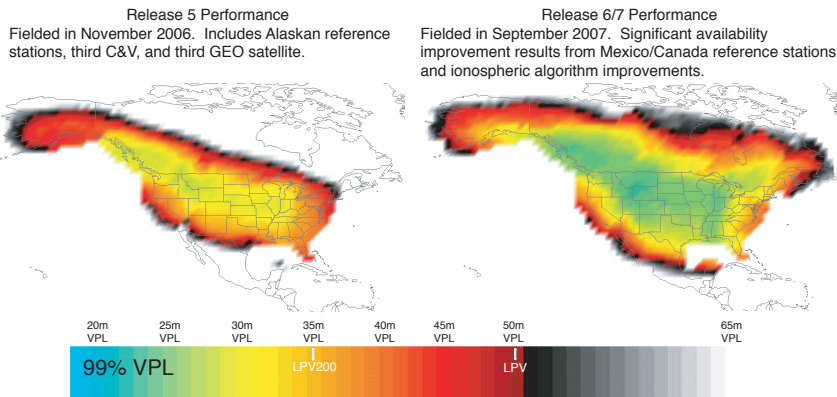 Release 5 Performance
Fielded in November 2006. Includes Alaskan reference
stations, third C&V, and third GEO satellite.
Release 6/7 Performance
Fielded in September 2007. Significant availability
improvement results from Mexico/Canada reference stations
and ionospheric algorithm improvements.
20m VPL
25m VPL
30m VPL
35m VPL
40m VPL
45m VPL
50m VPL
65m VPL
99% VPL
LPV200
LPV